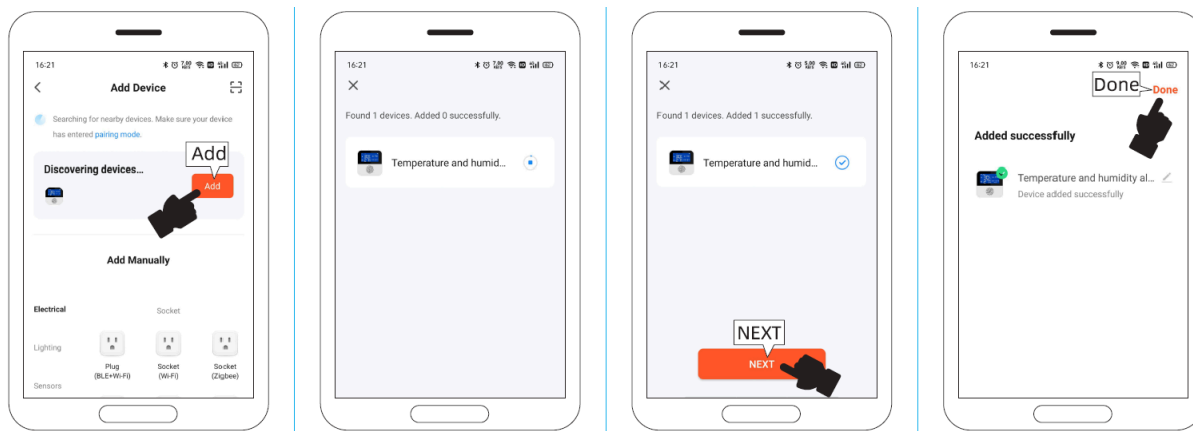 16:21
Add Device
Searching for nearby devices. Make sure your device
has entered pairing mode.
Add
Discovering devices...
Add
Add Manually
Electrical
Socket
Lighting
Plug
(BLE+Wi-Fi)
Socket
(Wi-Fi)
Socket
(Zigbee)
Sensors
16:21
Found 1 devices. Added 0 successfully.
Temperature and humid...
16:21
Found 1 devices. Added 1 successfully.
Temperature and humid...
NEXT
NEXT
16:21
Done
Done
Added successfully
Temperature and humidity al...
Device added successfully